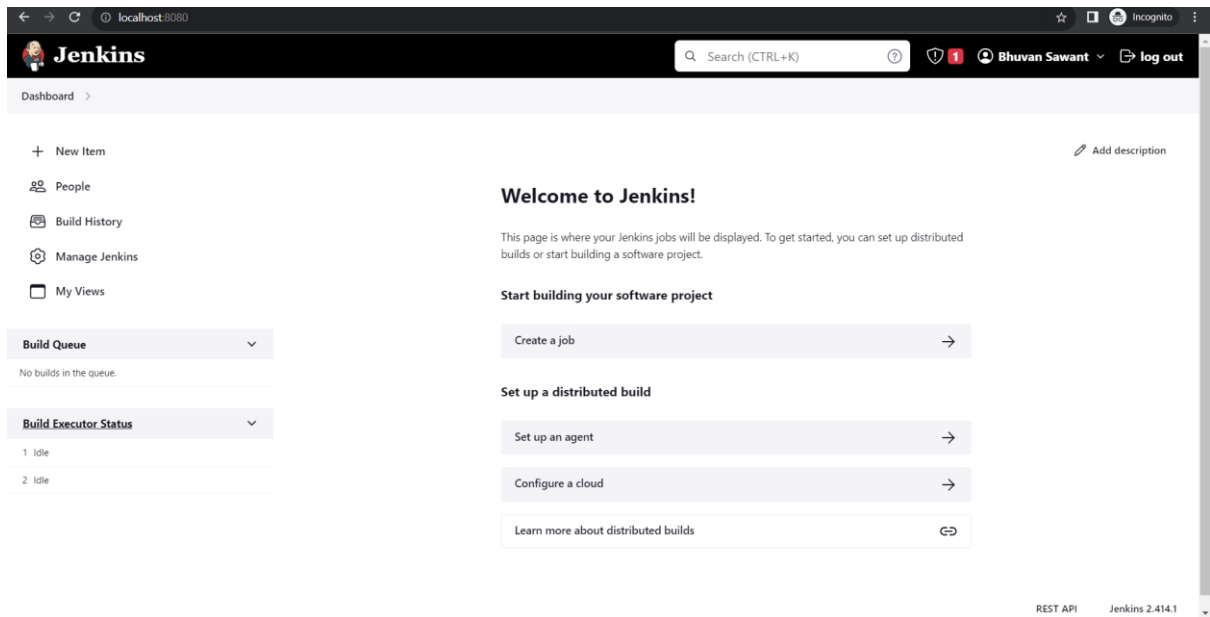 localhost:8080
Incognito
Jenkins
Search (CTRL+K)
1
Bhuvan Sawant
log out
Dashboard
New Item
People
Build History
Manage Jenkins
My Views
Build Queue
No builds in the queue.
Build Executor Status
1 Idle
2 Idle
Add description
Welcome to Jenkins!
This page is where your Jenkins jobs will be displayed. To get started, you can set up distributed
builds or start building a software project.
Start building your software project
Create a job
Set up a distributed build
Set up an agent
Configure a cloud
Learn more about distributed builds
REST API
Jenkins 2.414.1